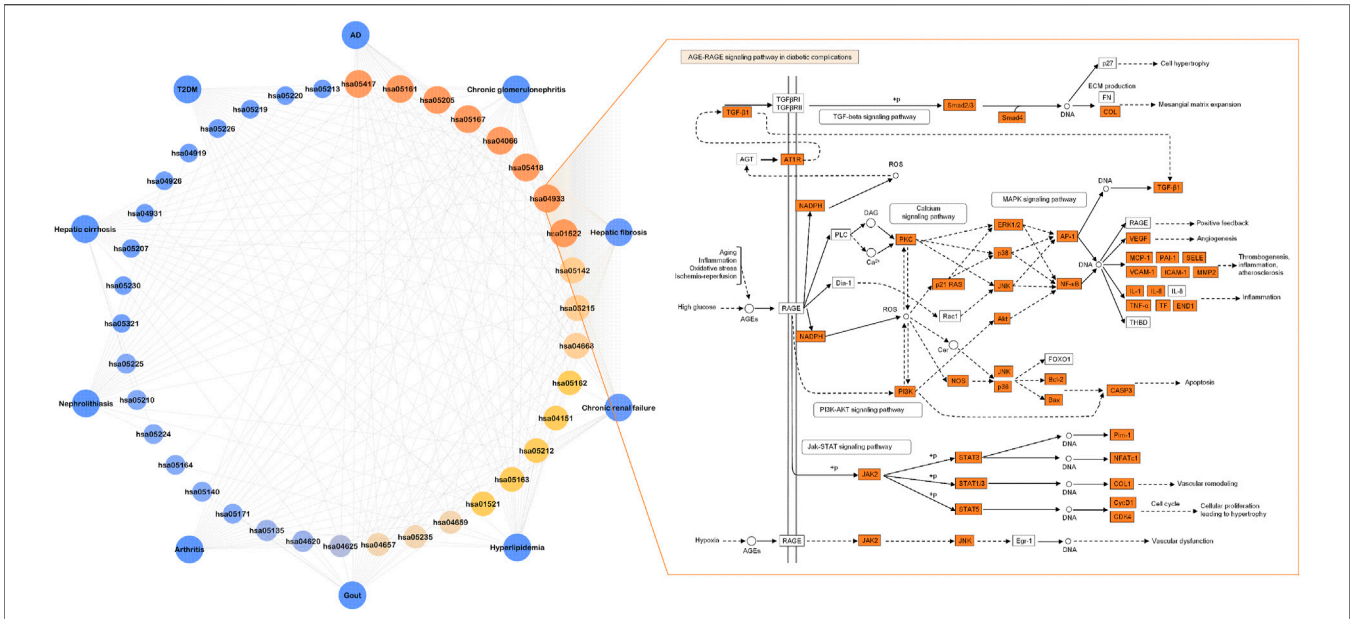 AD
Chronic glomerulonephritis
Hepatic fibrosis
Chronic renal failure
Hyperlipidemia
Gout
Arthritis
Nephrolithiasis
Hepatic cirrhosis
T2DM
hsa05417
hsa05161
hsa05205
hsa05167
hsa04066
hsa05418
hsa04933
hsa01522
hsa05142
hsa05215
hsa04668
hsa05162
hsa04151
hsa05212
hsa05163
hsa01521
hsa04659
hsa05235
hsa04657
hsa04625
hsa04620
hsa05135
hsa05171
hsa05140
hsa05164
hsa05224
hsa05210
hsa05225
hsa05321
hsa05230
hsa05207
hsa04931
hsa04926
hsa04919
hsa05226
hsa05219
hsa05220
hsa05213
AGE-RAGE signaling pathway in diabetic complications
TGF-β1
TGFβRI
TGFβRII
+p
TGF-beta signaling pathway
Smad2/3
Smad4
DNA
p27
Cell hypertrophy
ECM production
FN
COL
Mesangial matrix expansion
AGT
AT1R
ROS
NADPH
DAG
PLC
Ca²⁺
Calcium
signaling pathway
PKC
MAPK signaling pathway
ERK1/2
p38
JNK
p21 RAS
AP-1
NF-κB
DNA
TGF-β1
DNA
RAGE
Positive feedback
VEGF
Angiogenesis
MCP-1
PAI-1
SELE
VCAM-1
ICAM-1
MMP2
Thrombogenesis,
inflammation,
atherosclerosis
IL-1
IL-6
IL-8
TNF-α
TF
END1
Inflammation
THBD
Aging
Inflammation
Oxidative stress
Ischemia-reperfusion
High glucose
AGEs
RAGE
Dia-1
Rac1
ROS
NADPH
Akt
Cer
NOS
JNK
p38
FOXO1
Bcl-2
Bax
CASP3
Apoptosis
PI3K
PI3K-AKT signaling pathway
Jak-STAT signaling pathway
+p
JAK2
+p
STAT3
DNA
Pim-1
NFATc1
DNA
+p
STAT1/3
DNA
COL1
Vascular remodeling
+p
STAT5
DNA
CycD1
CDK4
Cell cycle
Cellular proliferation
leading to hypertrophy
Hypoxia
AGEs
RAGE
JAK2
JNK
Egr-1
DNA
Vascular dysfunction